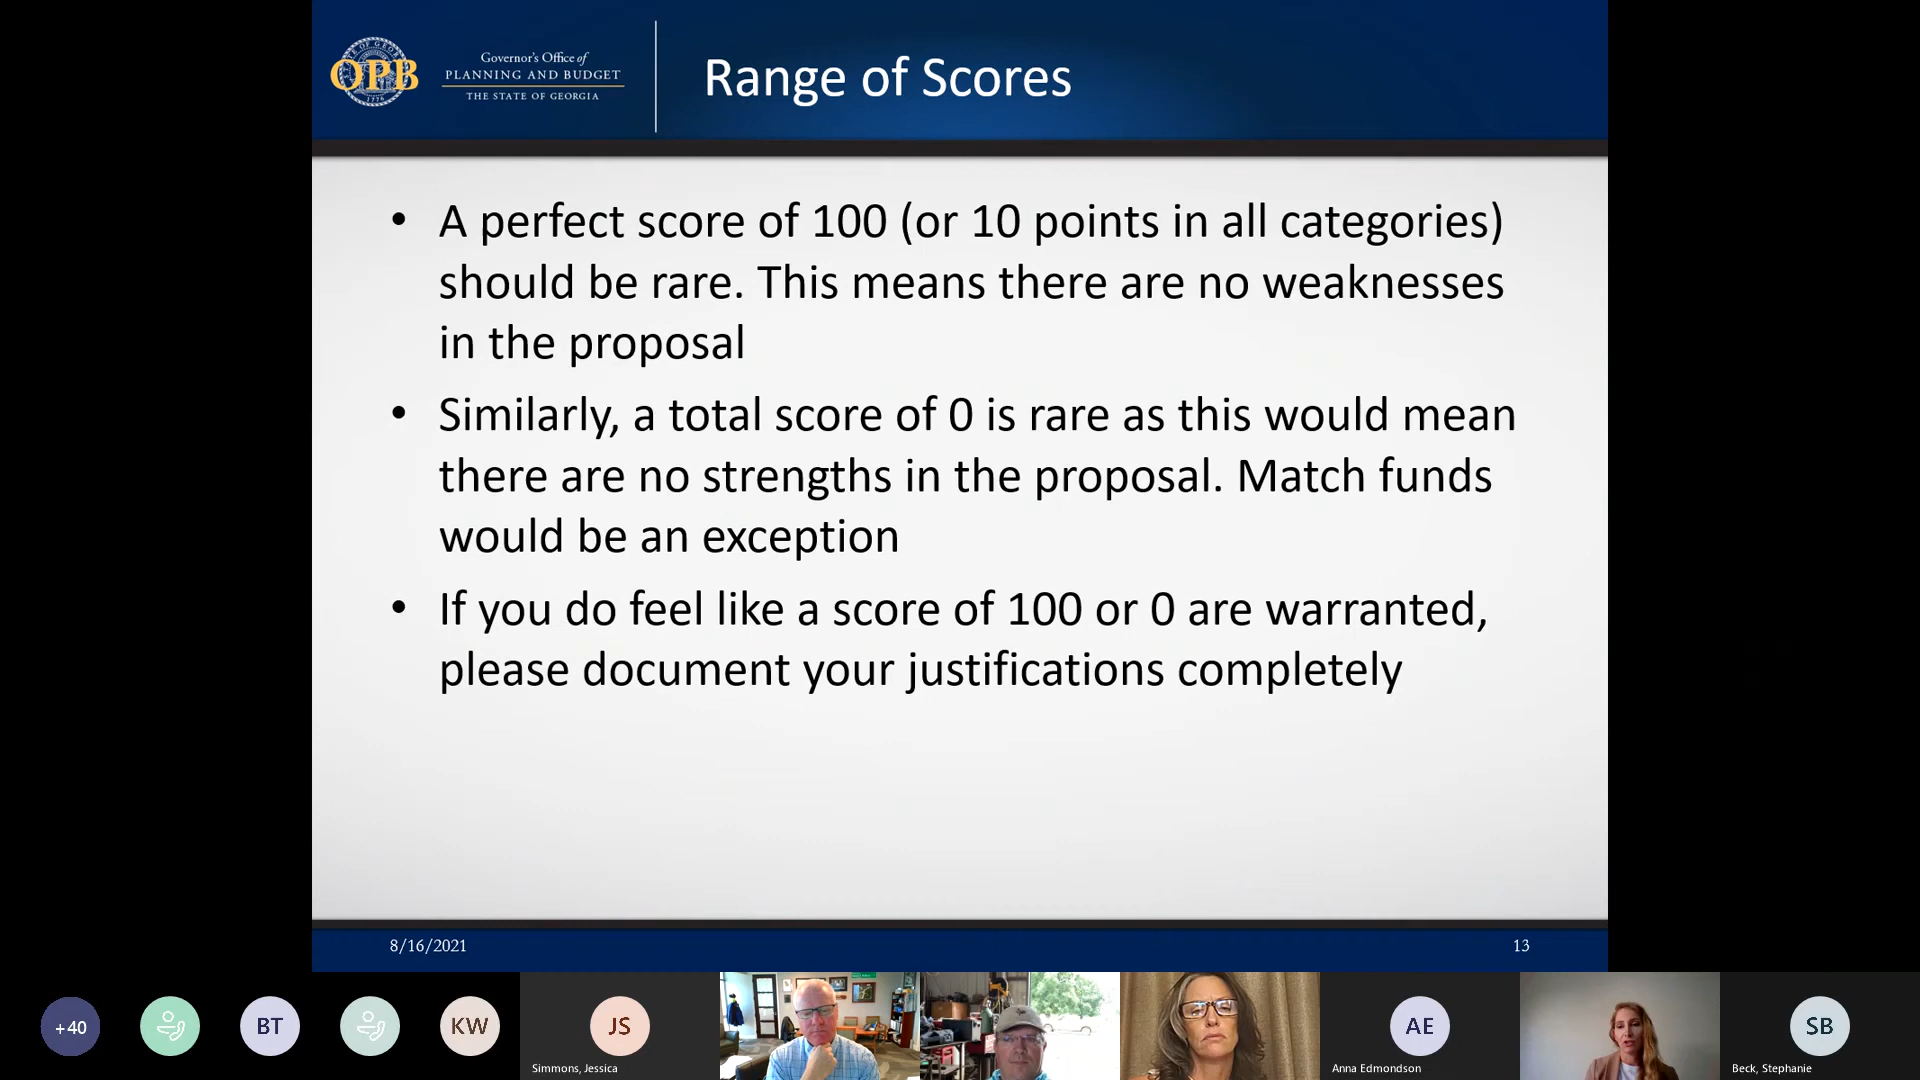 OPB
1776
Governor's Office of
PLANNING AND BUDGET
THE STATE OF GEORGIA
Range of Scores
• A perfect score of 100 (or 10 points in all categories)
should be rare. This means there are no weaknesses
in the proposal
• Similarly, a total score of 0 is rare as this would mean
there are no strengths in the proposal. Match funds
would be an exception
• If you do feel like a score of 100 or 0 are warranted,
please document your justifications completely
8/16/2021
13
+40
BT
KW
JS
Simmons, Jessica
AE
Anna Edmondson
SB
Beck, Stephanie